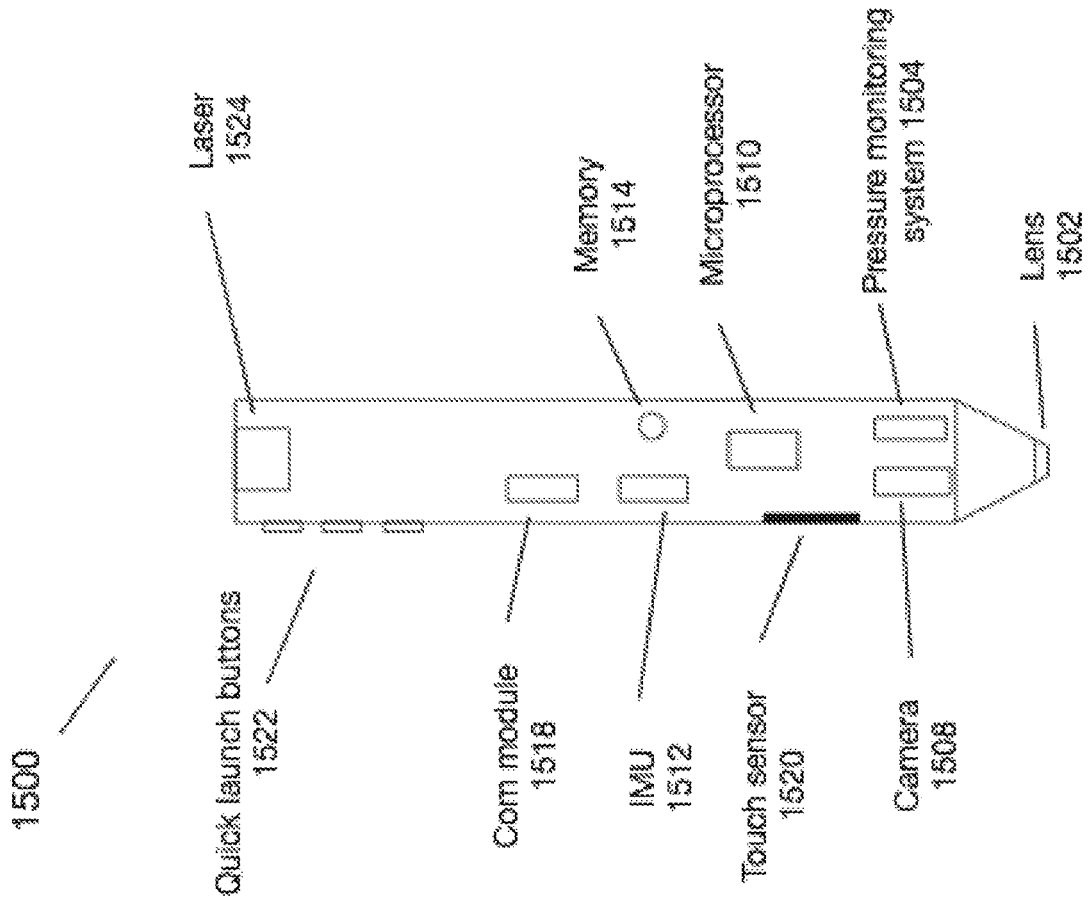 1500
Laser
1524
Quick launch buttons
1522
Com module
1518
Memory
1514
IMU
1512
Microprocessor
1510
Touch sensor
1520
Pressure monitoring
system 1504
Camera
1508
Lens
1502